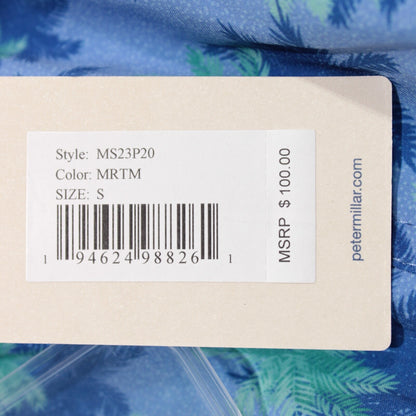 Style: MS23P20
Color: MRTM
SIZE: S
1 94624 98826 1
MSRP $ 100.00
petermillar.com